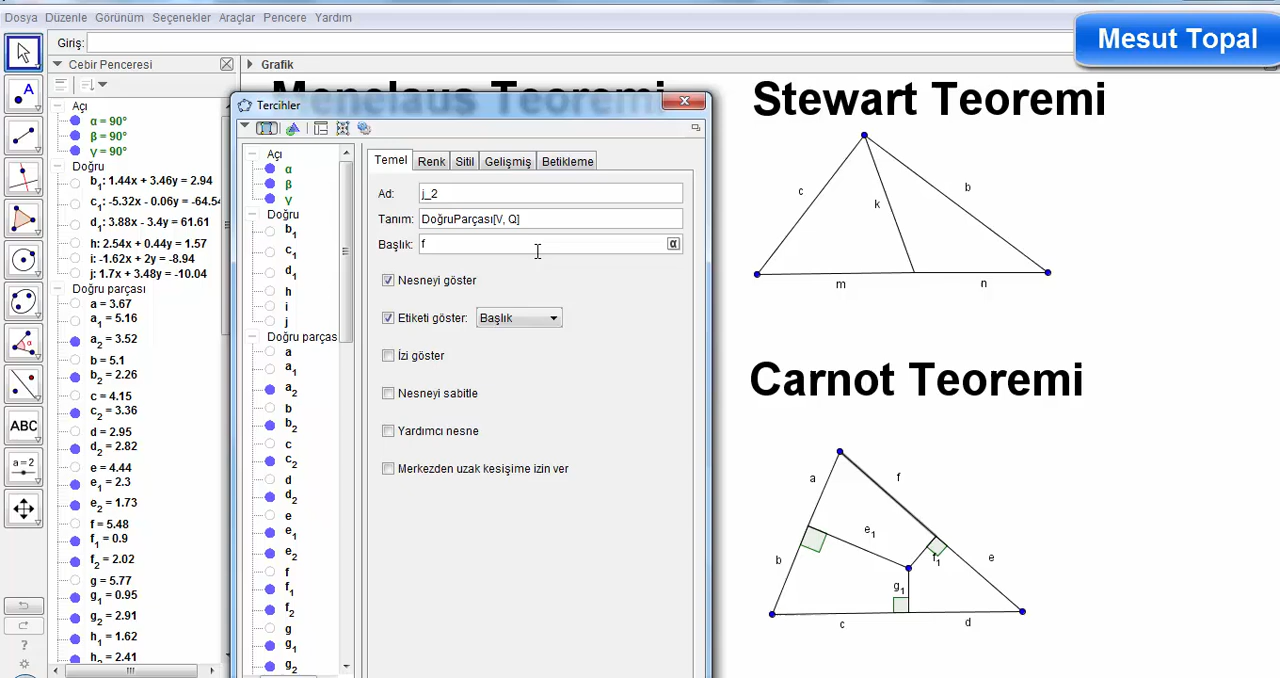 Dosya Düzenle Görünüm Seçenekler Araçlar Pencere Yardım
Giriş:
Mesut Topal
Cebir Penceresi
Grafik
Açı
α = 90°
β = 90°
γ = 90°
Doğru
b1: 1.44x + 3.46y = 2.94
c1: -5.32x - 0.06y = -64.54
d1: 3.88x - 3.4y = 61.61
h: 2.54x + 0.44y = 1.57
i: -1.62x + 2y = -8.94
j: 1.7x + 3.48y = -10.04
Doğru parçası
a = 3.67
a1 = 5.16
a2 = 3.52
b = 5.1
b2 = 2.26
c = 4.15
c2 = 3.36
d = 2.95
d2 = 2.82
e = 4.44
e1 = 2.3
e2 = 1.73
f = 5.48
f1 = 0.9
f2 = 2.02
g = 5.77
g1 = 0.95
g2 = 2.91
h1 = 1.62
h2 = 2.41
ABC
a=2
Menelaus Teoremi
Tercihler
Açı
α
β
γ
Doğru
b1
c1
d1
h
i
j
Doğru parças
a
a1
a2
b
b2
c
c2
d
d2
e
e1
e2
f
f1
f2
g
g1
g2
Temel Renk Sitil Gelişmiş Betikleme
Ad: j_2
Tanım: DoğruParçası[V, Q]
Başlık: f α
Nesneyi göster
Etiketi göster: Başlık
İzi göster
Nesneyi sabitle
Yardımcı nesne
Merkezden uzak kesişime izin ver
Stewart Teoremi
c
b
k
m
n
Carnot Teoremi
a
f
e1
b
f1
e
g1
c
d